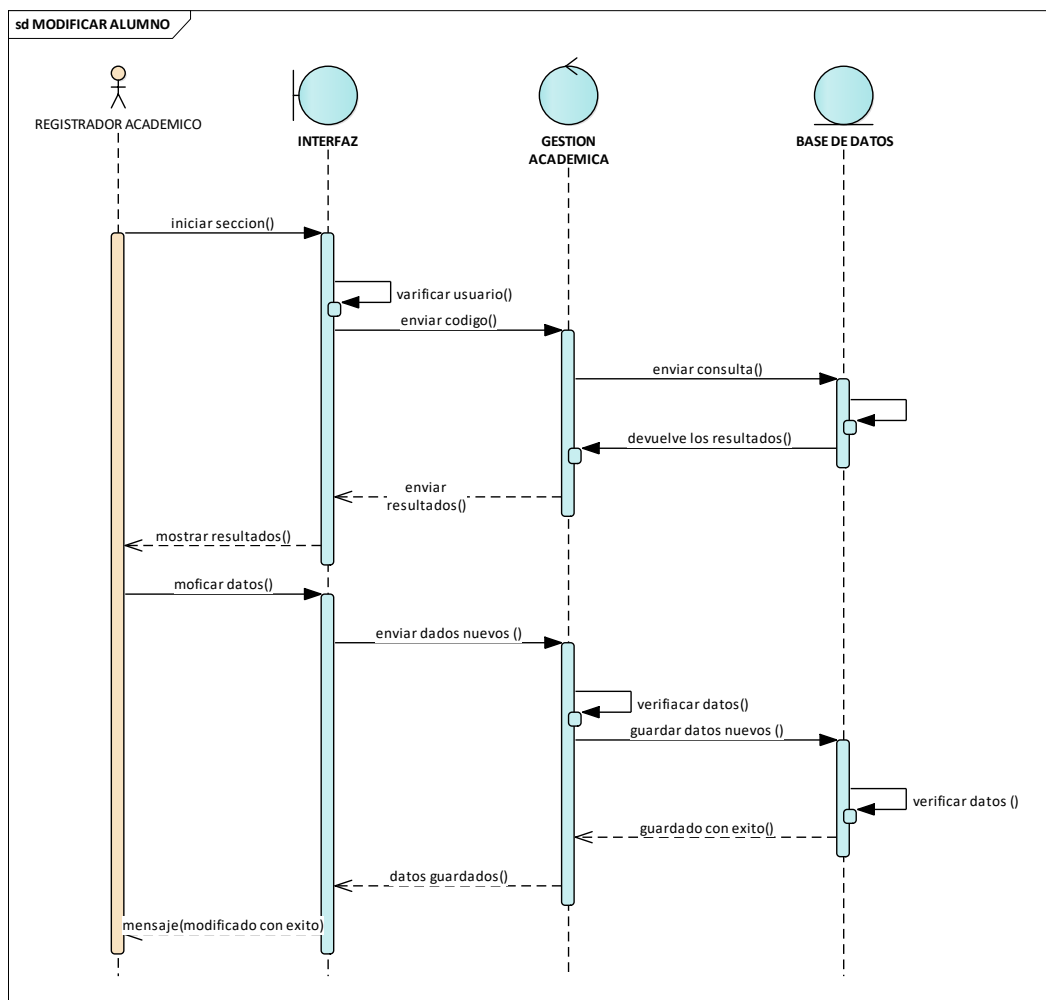 sd MODIFICAR ALUMNO
REGISTRADOR ACADEMICO
INTERFAZ
GESTION
ACADEMICA
BASE DE DATOS
iniciar seccion()
varificar usuario()
enviar codigo()
enviar consulta()
devuelve los resultados()
enviar
resultados()
mostrar resultados()
moficar datos()
enviar dados nuevos ()
verifiacar datos()
guardar datos nuevos ()
verificar datos ()
guardado con exito()
datos guardados()
mensaje(modificado con exito)